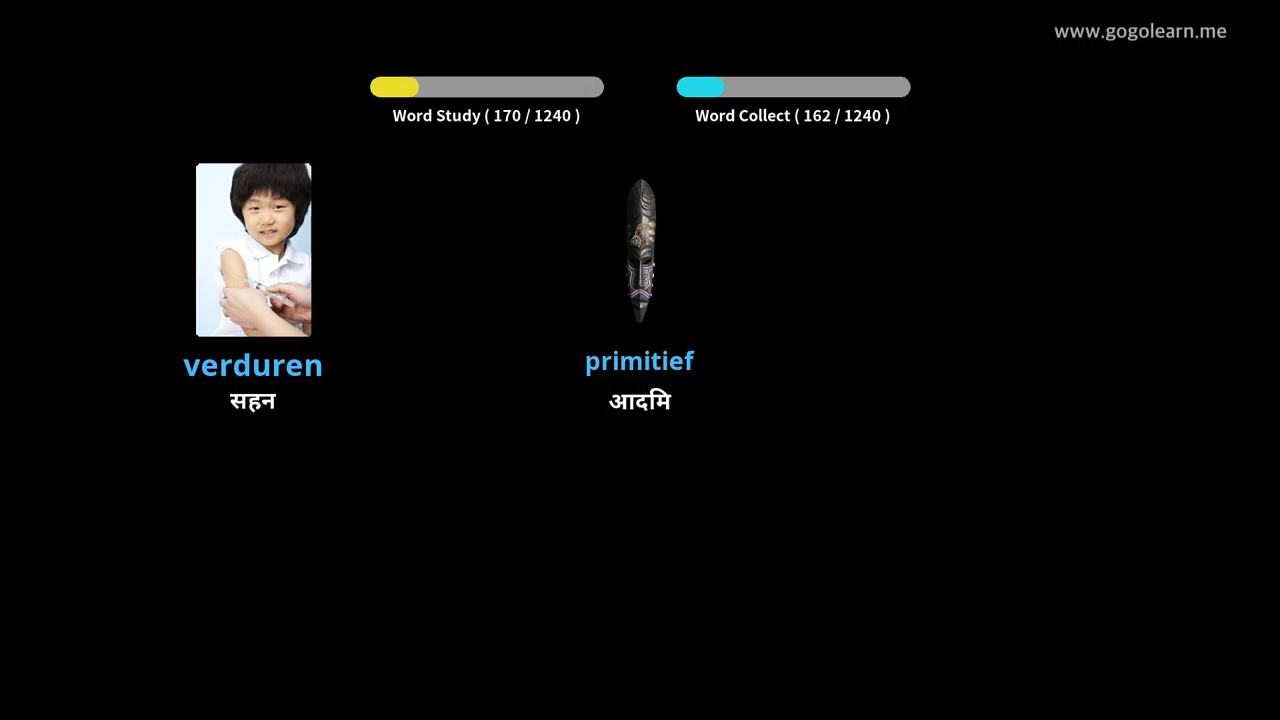 www.gogolearn.me
Word Study ( 170 / 1240 )
Word Collect ( 162 / 1240 )
verduren
सहन
primitief
आदमि